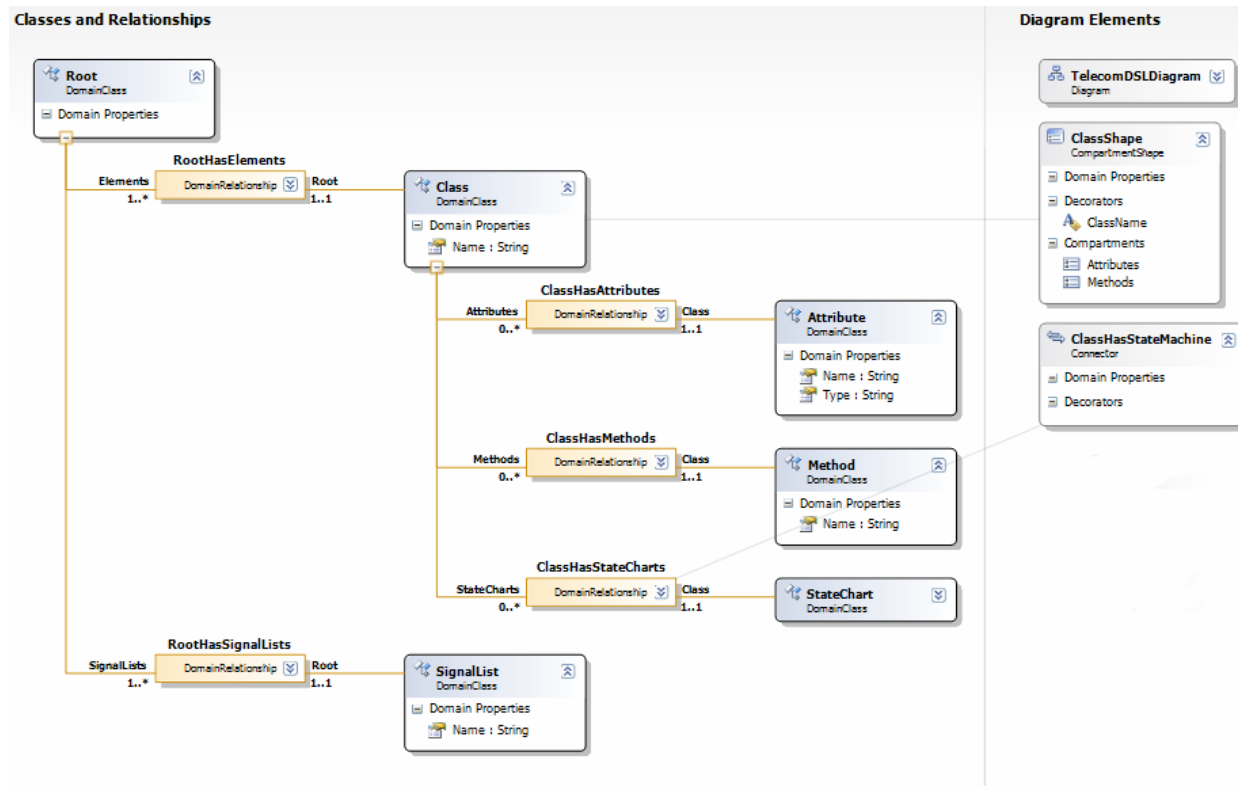 Classes and Relationships
Root
DomainClass
Domain Properties
RootHasElements
Elements
DomainRelationship
Root
1..*
1..1
Class
DomainClass
Domain Properties
Name : String
ClassHasAttributes
Attributes
DomainRelationship
Class
0..*
1..1
Attribute
DomainClass
Domain Properties
Name : String
Type : String
ClassHasMethods
Methods
DomainRelationship
Class
0..*
1..1
Method
DomainClass
Domain Properties
Name : String
ClassHasStateCharts
StateCharts
DomainRelationship
Class
0..*
1..1
StateChart
DomainClass
RootHasSignalLists
SignalLists
DomainRelationship
Root
1..*
1..1
SignalList
DomainClass
Domain Properties
Name : String
Diagram Elements
TelecomDSLDiagram
Diagram
ClassShape
CompartmentShape
Domain Properties
Decorators
ClassName
Compartments
Attributes
Methods
ClassHasStateMachine
Connector
Domain Properties
Decorators